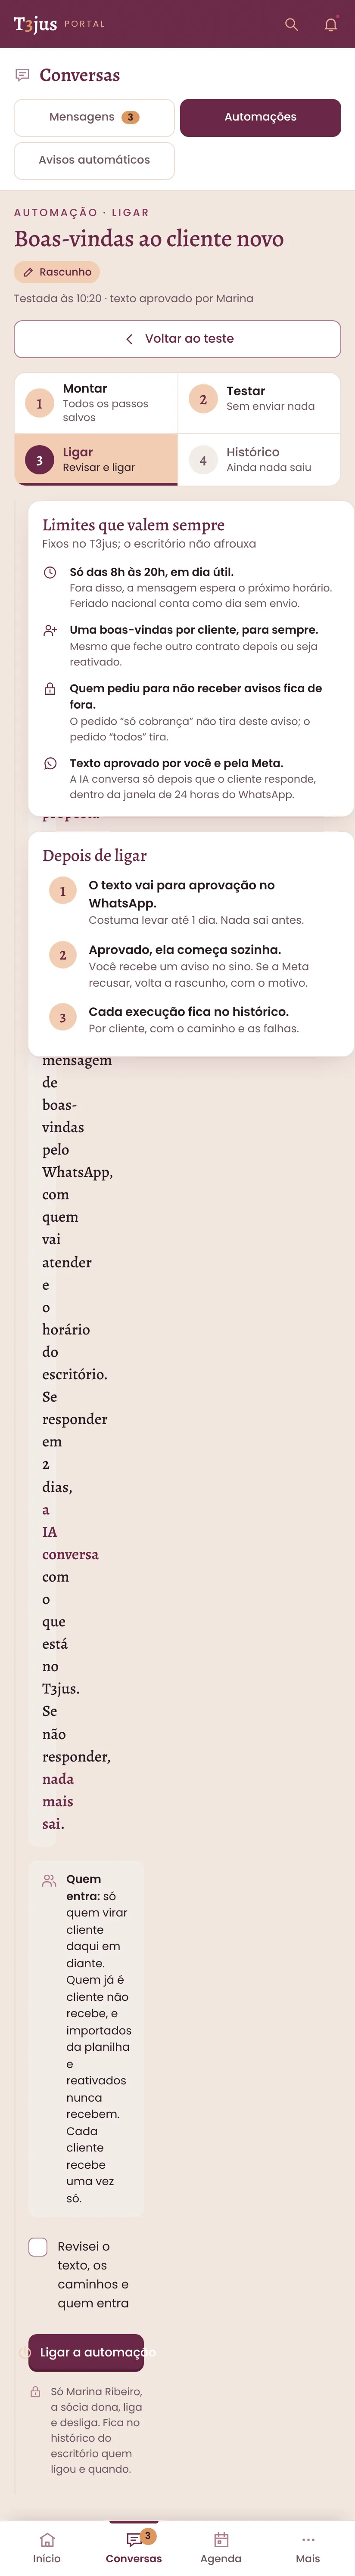 T3jus PORTAL
Conversas
Mensagens 3
Automações
Avisos automáticos
AUTOMAÇÃO · LIGAR
Boas-vindas ao cliente novo
Rascunho
Testada às 10:20 · texto aprovado por Marina
Voltar ao teste
1 Montar
Todos os passos
salvos
2 Testar
Sem enviar nada
3 Ligar
Revisar e ligar
4 Histórico
Ainda nada saiu
Limites que valem sempre
Fixos no T3jus; o escritório não afrouxa
Só das 8h às 20h, em dia útil.
Fora disso, a mensagem espera o próximo horário.
Feriado nacional conta como dia sem envio.
Uma boas-vindas por cliente, para sempre.
Mesmo que feche outro contrato depois ou seja
reativado.
Quem pediu para não receber avisos fica de
fora.
O pedido “só cobrança” não tira deste aviso; o
pedido “todos” tira.
Texto aprovado por você e pela Meta.
A IA conversa só depois que o cliente responde,
dentro da janela de 24 horas do WhatsApp.
Depois de ligar
1 O texto vai para aprovação no
WhatsApp.
Costuma levar até 1 dia. Nada sai antes.
2 Aprovado, ela começa sozinha.
Você recebe um aviso no sino. Se a Meta
recusar, volta a rascunho, com o motivo.
3 Cada execução fica no histórico.
Por cliente, com o caminho e as falhas.
mensagem
de
boas-
vindas
pelo
WhatsApp,
com
quem
vai
atender
e
o
horário
do
escritório.
Se
responder
em
2
dias,
a
IA
conversa
com
o
que
está
no
T3jus.
Se
não
responder,
nada
mais
sai.
Quem
entra: só
quem virar
cliente
daqui em
diante.
Quem já é
cliente não
recebe, e
importados
da planilha
e
reativados
nunca
recebem.
Cada
cliente
recebe
uma vez
só.
Revisei o
texto, os
caminhos e
quem entra
Ligar a automação
Só Marina Ribeiro,
a sócia dona, liga
e desliga. Fica no
histórico do
escritório quem
ligou e quando.
3
Início
Conversas
Agenda
Mais